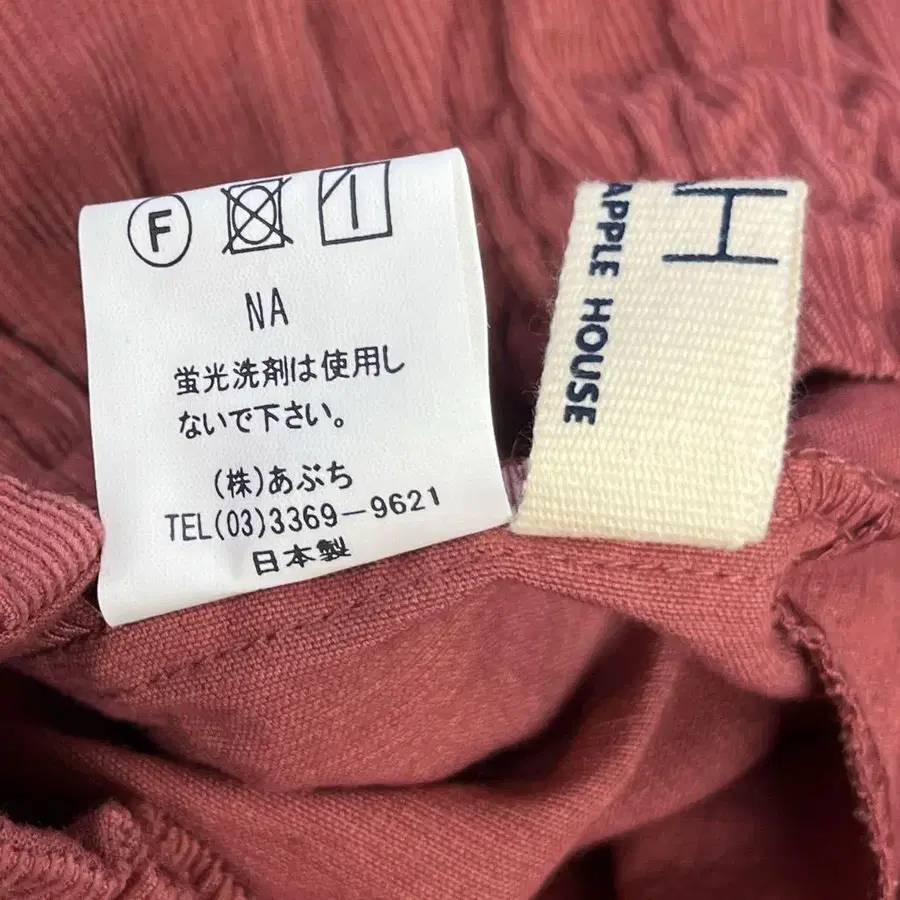 F
NA
蛍光洗剤は使用し
ないで下さい。
(株)あぶち
TEL(03)3369-9621
日本製
H
APPLE HOUSE